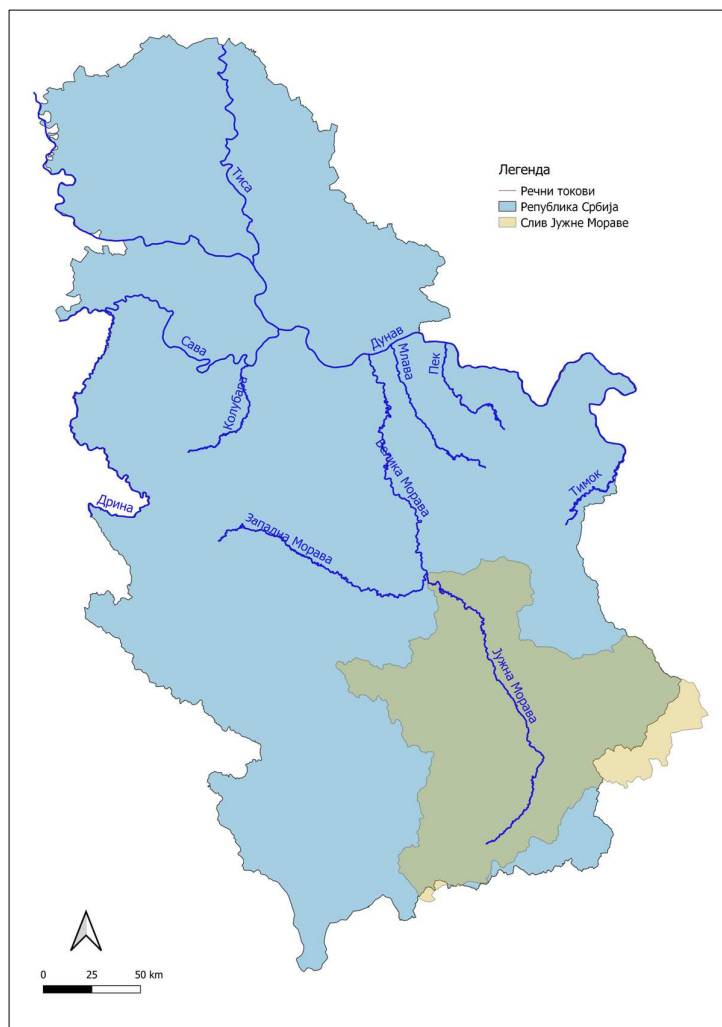 Тиса
Легенда
Речни токови
Република Србија
Слив Јужне Мораве
Дунав
Сава
Млава
Пек
Колубара
Велика Морава
Тимок
Дрина
Западна Морава
Јужна Морава
0 25 50 km